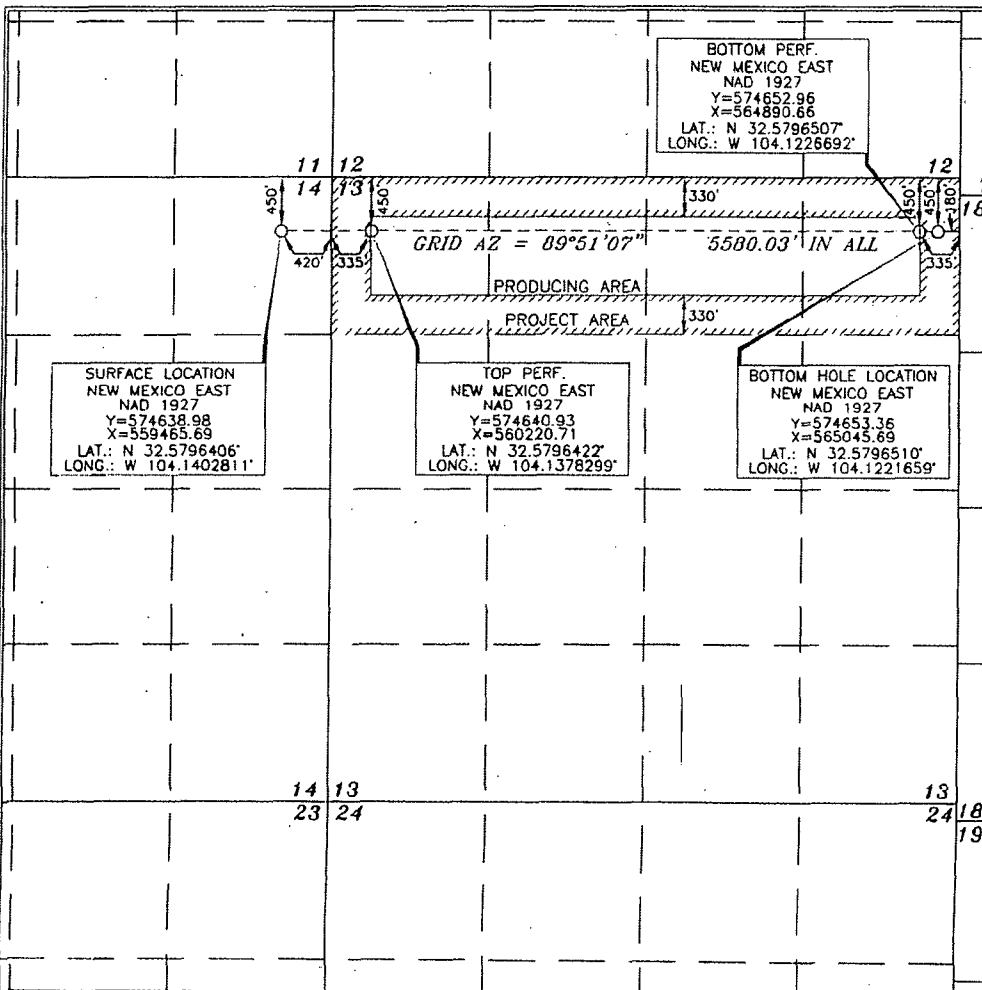 BOTTOM PERF.
NEW MEXICO EAST
NAD 1927
Y=574652.96
X=564890.66
LAT.: N 32.5796507°
LONG.: W 104.1226692°
11 12
12
14 13
18
450'
450'
330'
450'
450'
180'
GRID AZ = 89°51'07"
5580.03' IN ALL
420'
335'
335'
PRODUCING AREA
PROJECT AREA
330'
SURFACE LOCATION
NEW MEXICO EAST
NAD 1927
Y=574638.98
X=559465.69
LAT.: N 32.5796406°
LONG.: W 104.1402811°
TOP PERF.
NEW MEXICO EAST
NAD 1927
Y=574640.93
X=560220.71
LAT.: N 32.5796422°
LONG.: W 104.1378299°
BOTTOM HOLE LOCATION
NEW MEXICO EAST
NAD 1927
Y=574653.36
X=565045.69
LAT.: N 32.5796510°
LONG.: W 104.1221659°
14 13
13
23 24
24
18
19